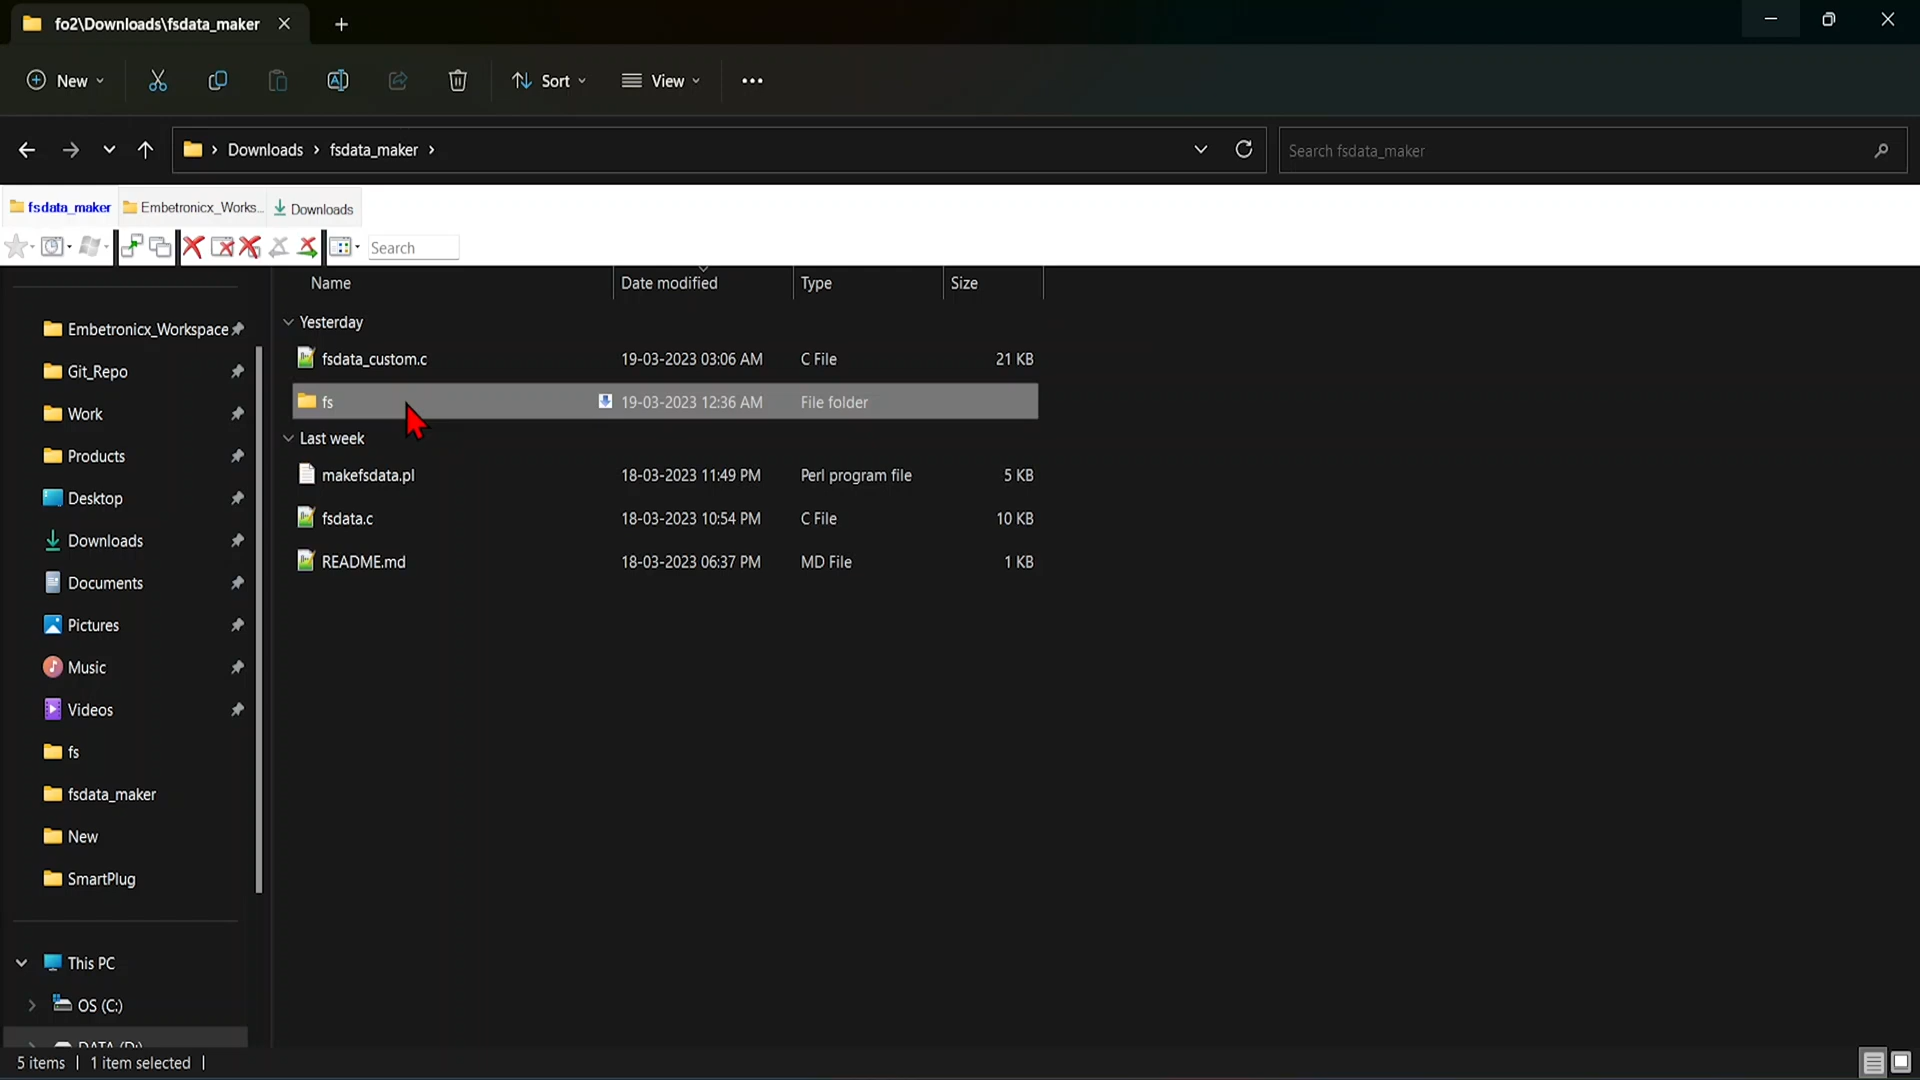 fo2\Downloads\fsdata_maker
New
Sort
View
Downloads › fsdata_maker ›
Search fsdata_maker
fsdata_maker Embetronicx_Works... Downloads
Search
Name Date modified Type Size
Yesterday
fsdata_custom.c 19-03-2023 03:06 AM C File 21 KB
fs 19-03-2023 12:36 AM File folder
Last week
makefsdata.pl 18-03-2023 11:49 PM Perl program file 5 KB
fsdata.c 18-03-2023 10:54 PM C File 10 KB
README.md 18-03-2023 06:37 PM MD File 1 KB
Embetronicx_Workspace
Git_Repo
Work
Products
Desktop
Downloads
Documents
Pictures
Music
Videos
fs
fsdata_maker
New
SmartPlug
This PC
OS (C:)
DATA (D:)
5 items | 1 item selected |